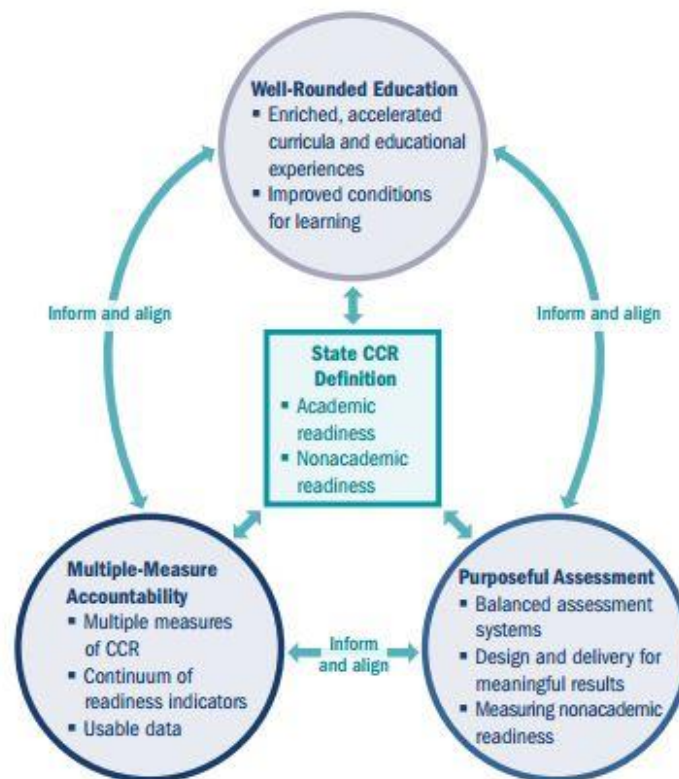 Well-Rounded Education
▪ Enriched, accelerated
curricula and educational
experiences
▪ Improved conditions
for learning
Inform and align
Inform and align
State CCR
Definition
▪ Academic
readiness
▪ Nonacademic
readiness
Multiple-Measure
Accountability
▪ Multiple measures
of CCR
▪ Continuum of
readiness indicators
▪ Usable data
Inform
and align
Purposeful Assessment
▪ Balanced assessment
systems
▪ Design and delivery for
meaningful results
▪ Measuring nonacademic
readiness